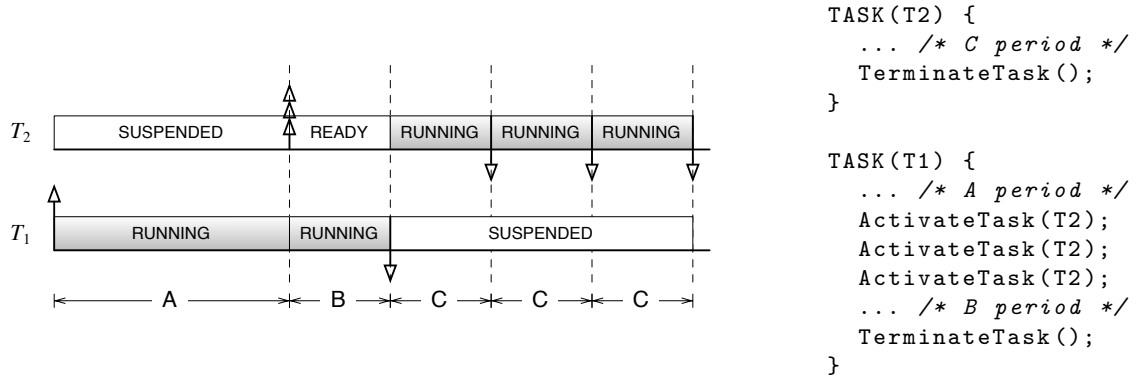 T2 SUSPENDED READY RUNNING RUNNING RUNNING
T1 RUNNING RUNNING SUSPENDED
A B C C C
TASK(T2) {
... /* C period */
TerminateTask();
}
TASK(T1) {
... /* A period */
ActivateTask(T2);
ActivateTask(T2);
ActivateTask(T2);
... /* B period */
TerminateTask();
}